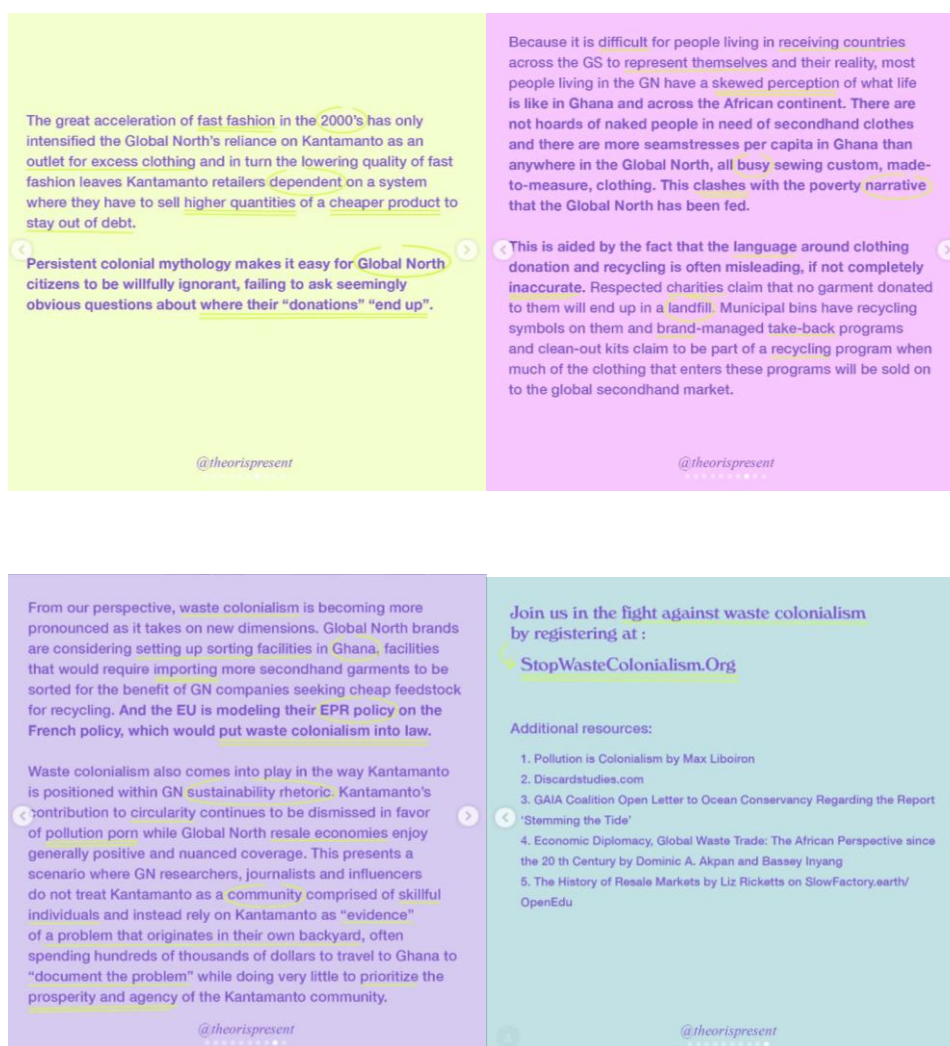 The great acceleration of fast fashion in the 2000's has only
intensified the Global North's reliance on Kantamanto as an
outlet for excess clothing and in turn the lowering quality of fast
fashion leaves Kantamanto retailers dependent on a system
where they have to sell higher quantities of a cheaper product to
stay out of debt.
Persistent colonial mythology makes it easy for Global North
citizens to be willfully ignorant, failing to ask seemingly
obvious questions about where their “donations” “end up”.
@theorispresent
Because it is difficult for people living in receiving countries
across the GS to represent themselves and their reality, most
people living in the GN have a skewed perception of what life
is like in Ghana and across the African continent. There are
not hoards of naked people in need of secondhand clothes
and there are more seamstresses per capita in Ghana than
anywhere in the Global North, all busy sewing custom, made-
to-measure, clothing. This clashes with the poverty narrative
that the Global North has been fed.
This is aided by the fact that the language around clothing
donation and recycling is often misleading, if not completely
inaccurate. Respected charities claim that no garment donated
to them will end up in a landfill. Municipal bins have recycling
symbols on them and brand-managed take-back programs
and clean-out kits claim to be part of a recycling program when
much of the clothing that enters these programs will be sold on
to the global secondhand market.
@theorispresent
From our perspective, waste colonialism is becoming more
pronounced as it takes on new dimensions. Global North brands
are considering setting up sorting facilities in Ghana, facilities
that would require importing more secondhand garments to be
sorted for the benefit of GN companies seeking cheap feedstock
for recycling. And the EU is modeling their EPR policy on the
French policy, which would put waste colonialism into law.
Waste colonialism also comes into play in the way Kantamanto
is positioned within GN sustainability rhetoric. Kantamanto's
contribution to circularity continues to be dismissed in favor
of pollution porn while Global North resale economies enjoy
generally positive and nuanced coverage. This presents a
scenario where GN researchers, journalists and influencers
do not treat Kantamanto as a community comprised of skillful
individuals and instead rely on Kantamanto as “evidence”
of a problem that originates in their own backyard, often
spending hundreds of thousands of dollars to travel to Ghana to
“document the problem” while doing very little to prioritize the
prosperity and agency of the Kantamanto community.
@theorispresent
Join us in the fight against waste colonialism
by registering at :
StopWasteColonialism.Org
Additional resources:
1. Pollution is Colonialism by Max Liboiron
2. Discardstudies.com
3. GAIA Coalition Open Letter to Ocean Conservancy Regarding the Report
‘Stemming the Tide’
4. Economic Diplomacy, Global Waste Trade: The African Perspective since
the 20 th Century by Dominic A. Akpan and Bassey Inyang
5. The History of Resale Markets by Liz Ricketts on SlowFactory.earth/
OpenEdu
@theorispresent